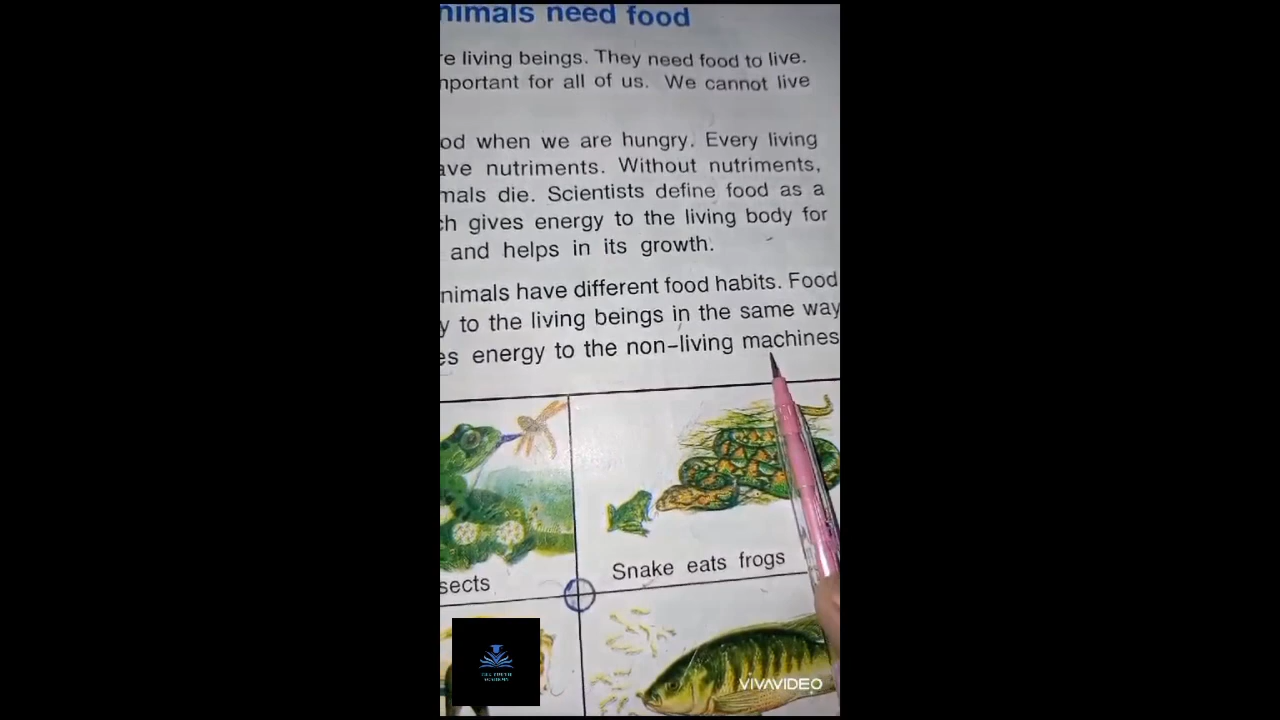 nimals need food
re living beings. They need food to live.
mportant for all of us. We cannot live
od when we are hungry. Every living
ave nutriments. Without nutriments,
mals die. Scientists define food as a
ch gives energy to the living body for
and helps in its growth.
nimals have different food habits. Food
y to the living beings in the same way
es energy to the non-living machines
sects
Snake eats frogs
VIVAVIDEO